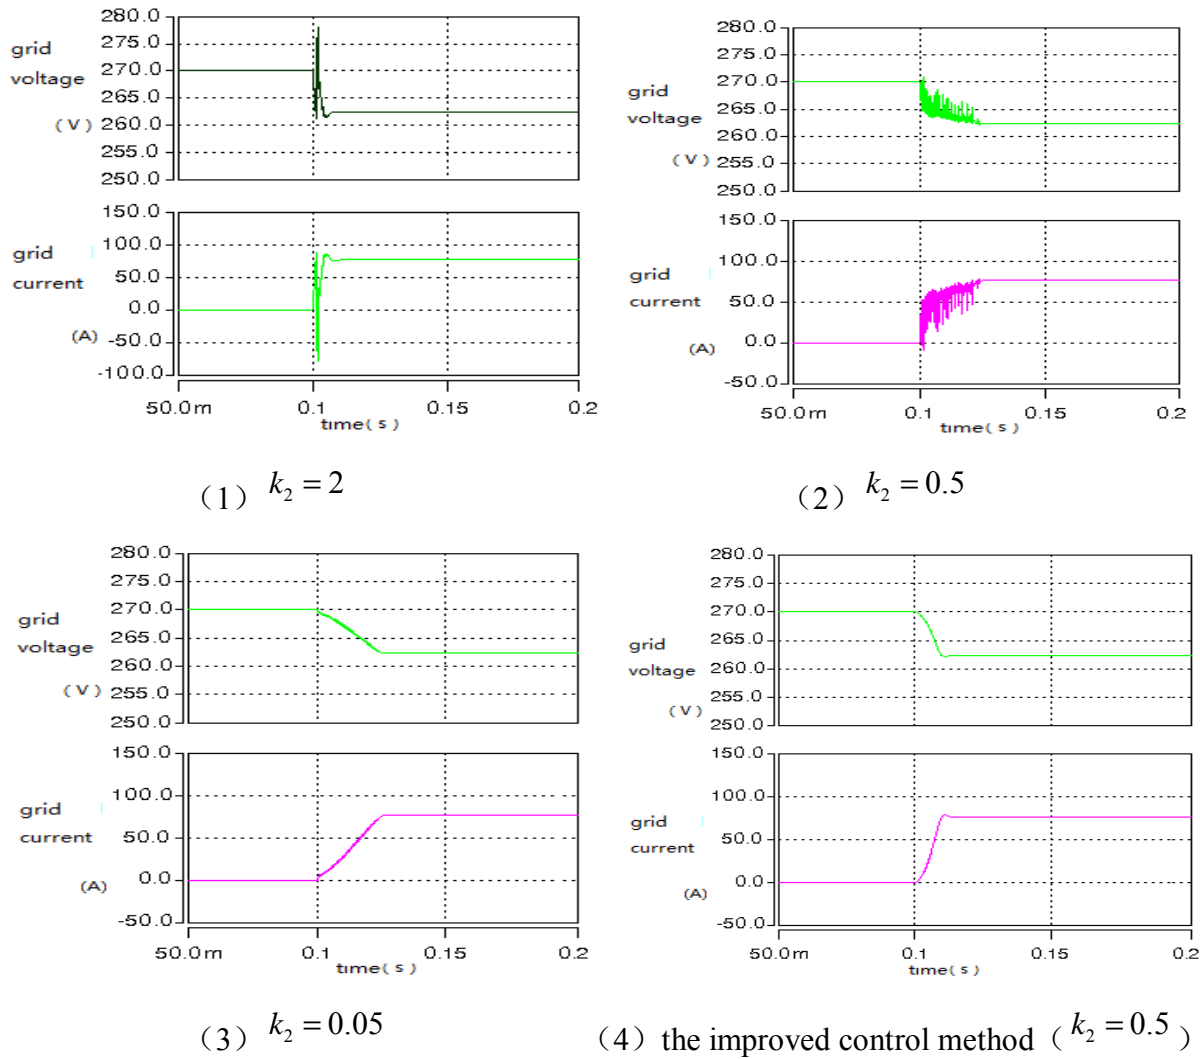 280.0
grid
275.0
voltage
270.0
265.0
(V) 260.0
255.0
250.0
150.0
grid
100.0
current
50.0
0.0
(A) -50.0
-100.0
50.0m 0.1 0.15 0.2
time(s)
(1) k₂ = 2
280.0
275.0
270.0
grid
265.0
voltage
260.0
(V) 255.0
250.0
150.0
grid
100.0
current
50.0
(A) 0.0
-50.0
50.0m 0.1 0.15 0.2
time(s)
(2) k₂ = 0.5
280.0
275.0
grid
270.0
voltage
265.0
260.0
(V) 255.0
250.0
150.0
grid
100.0
current
50.0
(A) 0.0
-50.0
50.0m 0.1 0.15 0.2
time(s)
(3) k₂ = 0.05
280.0
275.0
270.0
grid
265.0
voltage
260.0
(V) 255.0
250.0
150.0
100.0
grid
50.0
current
0.0
(A)
-50.0
50.0m 0.1 0.15 0.2
time(s)
(4) the improved control method (k₂ = 0.5)